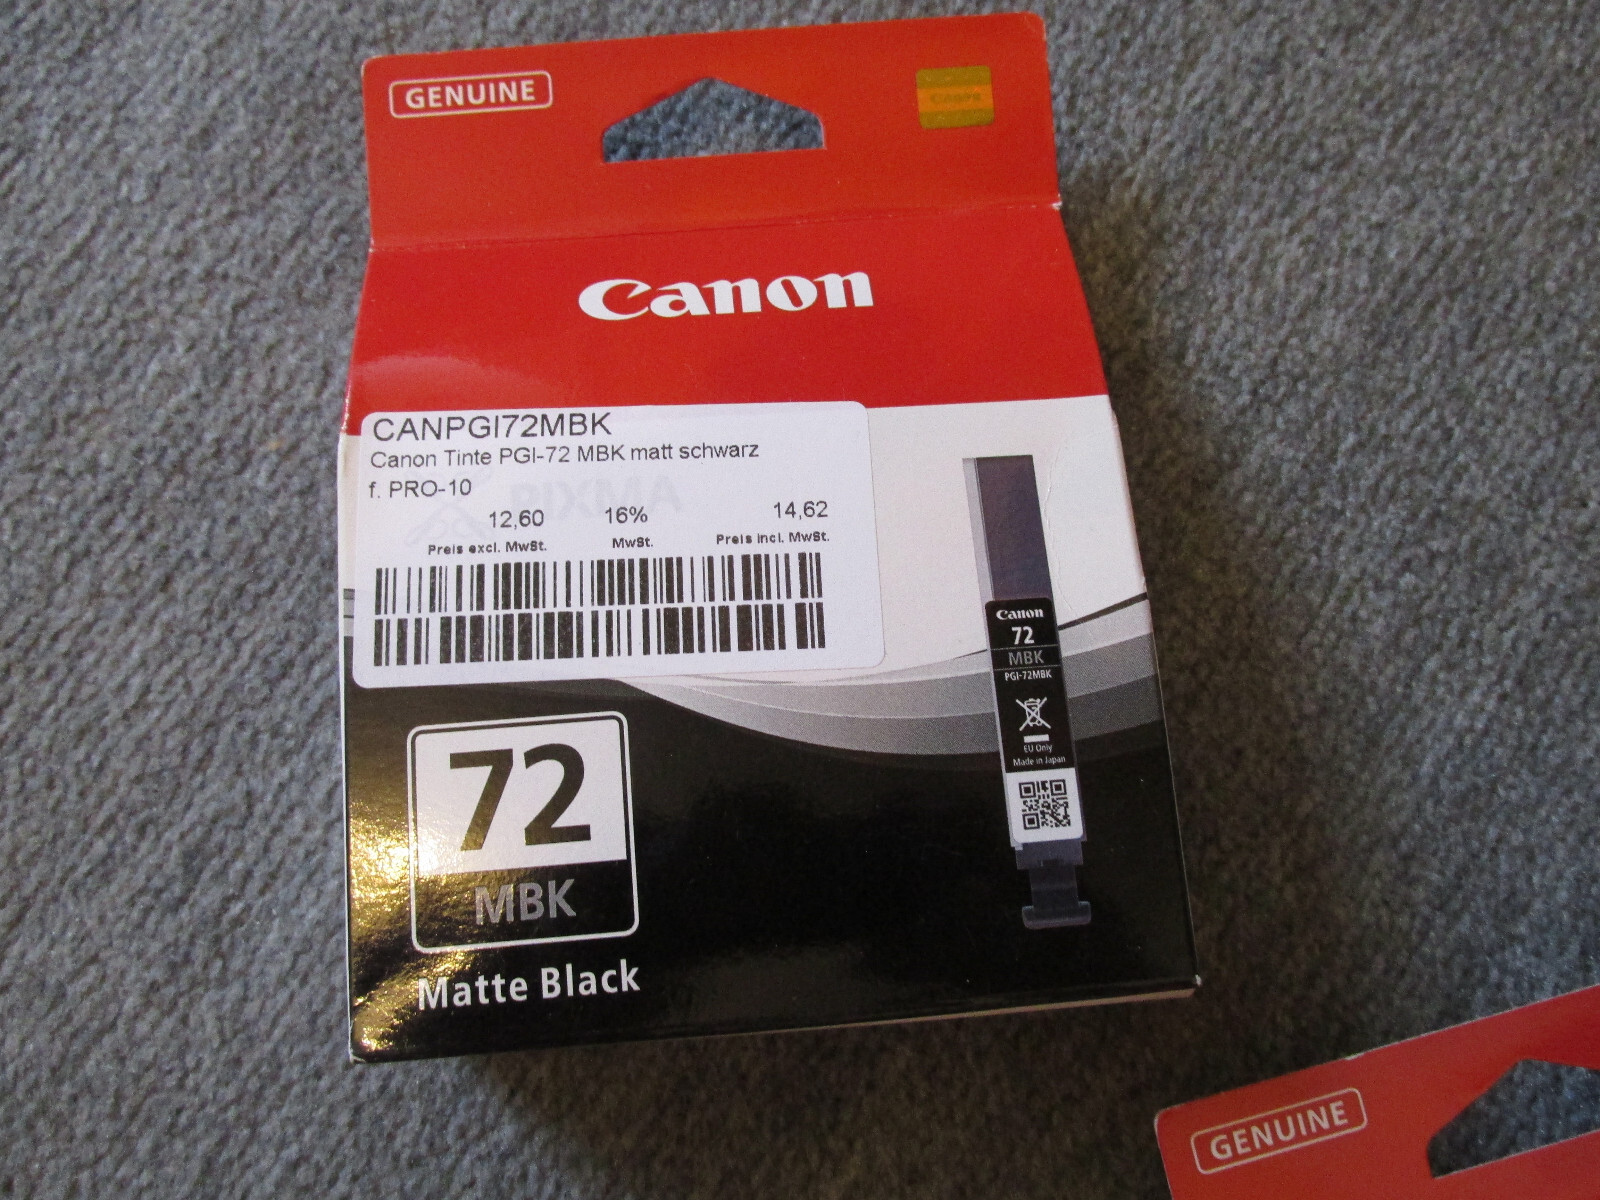 GENUINE
Canon
Canon
CANPGI72MBK
Canon Tinte PGI-72 MBK matt schwarz
f. PRO-10
PIXMA
12,60 16% 14,62
Preis excl. MwSt. MwSt. Preis incl. MwSt.
Canon
72
MBK
PGI-72MBK
EU Only
Made in Japan
72
MBK
Matte Black
GENUINE